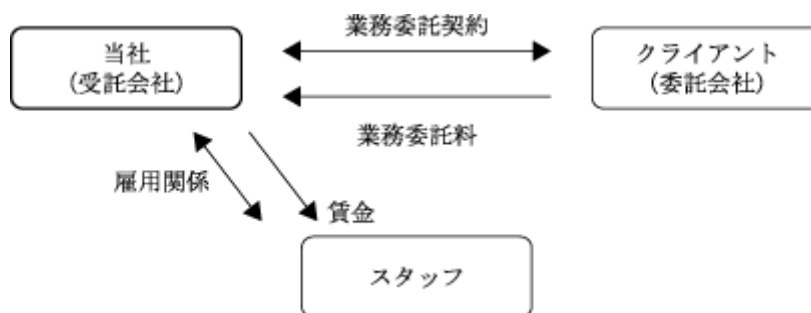 業務委託契約
当社
(受託会社)
クライアント
(委託会社)
業務委託料
雇用関係
賃金
スタッフ